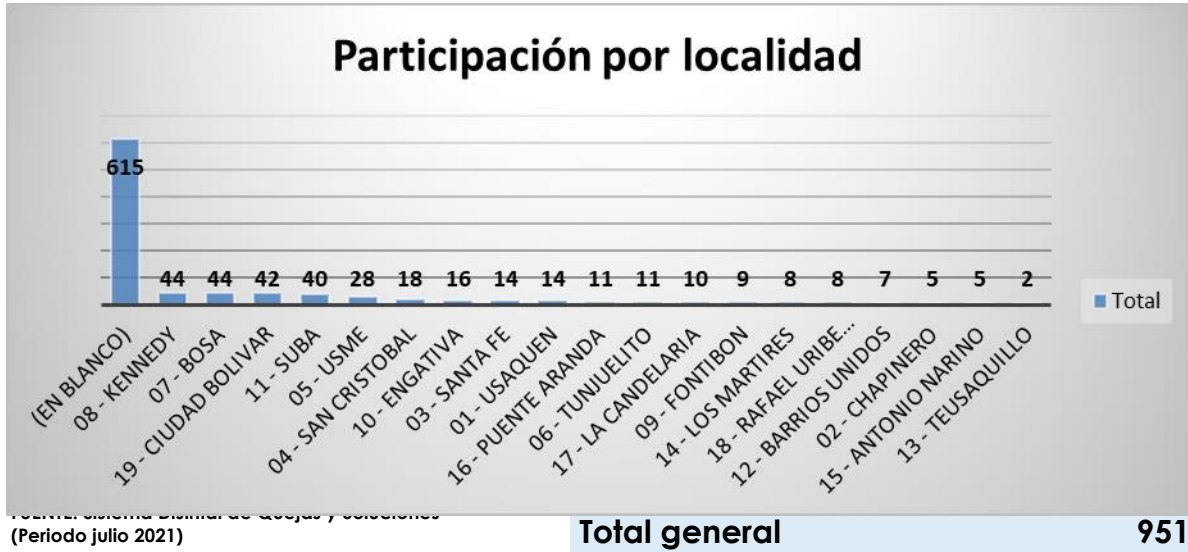 Participación por localidad
615
44
44
42
40
28
18
16
14
14
11
11
10
9
8
8
7
5
5
2
(EN BLANCO)
08 - KENNEDY
07 - BOSA
19 - CIUDAD BOLIVAR
11 - SUBA
05 - USME
04 - SAN CRISTOBAL
10 - ENGATIVA
03 - SANTA FE
01 - USAQUEN
16 - PUENTE ARANDA
06 - TUNJUELITO
17 - LA CANDELARIA
09 - FONTIBON
14 - LOS MARTIRES
18 - RAFAEL URIBE...
12 - BARRIOS UNIDOS
02 - CHAPINERO
15 - ANTONIO NARINO
13 - TEUSAQUILLO
Total
(Periodo julio 2021)
Total general 951